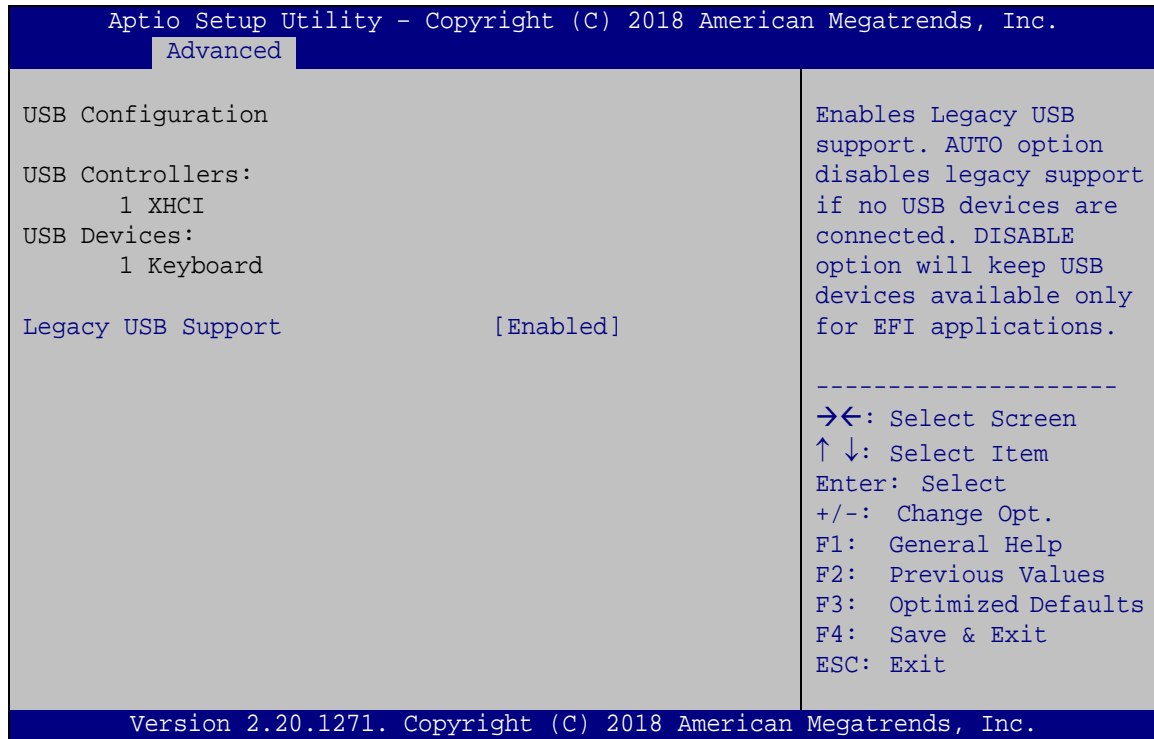 Aptio Setup Utility – Copyright (C) 2018 American Megatrends, Inc.
Advanced
USB Configuration
USB Controllers:
1 XHCI
USB Devices:
1 Keyboard
Legacy USB Support [Enabled]
Enables Legacy USB
support. AUTO option
disables legacy support
if no USB devices are
connected. DISABLE
option will keep USB
devices available only
for EFI applications.
---------------------
→←: Select Screen
↑ ↓: Select Item
Enter: Select
+/-: Change Opt.
F1: General Help
F2: Previous Values
F3: Optimized Defaults
F4: Save & Exit
ESC: Exit
Version 2.20.1271. Copyright (C) 2018 American Megatrends, Inc.